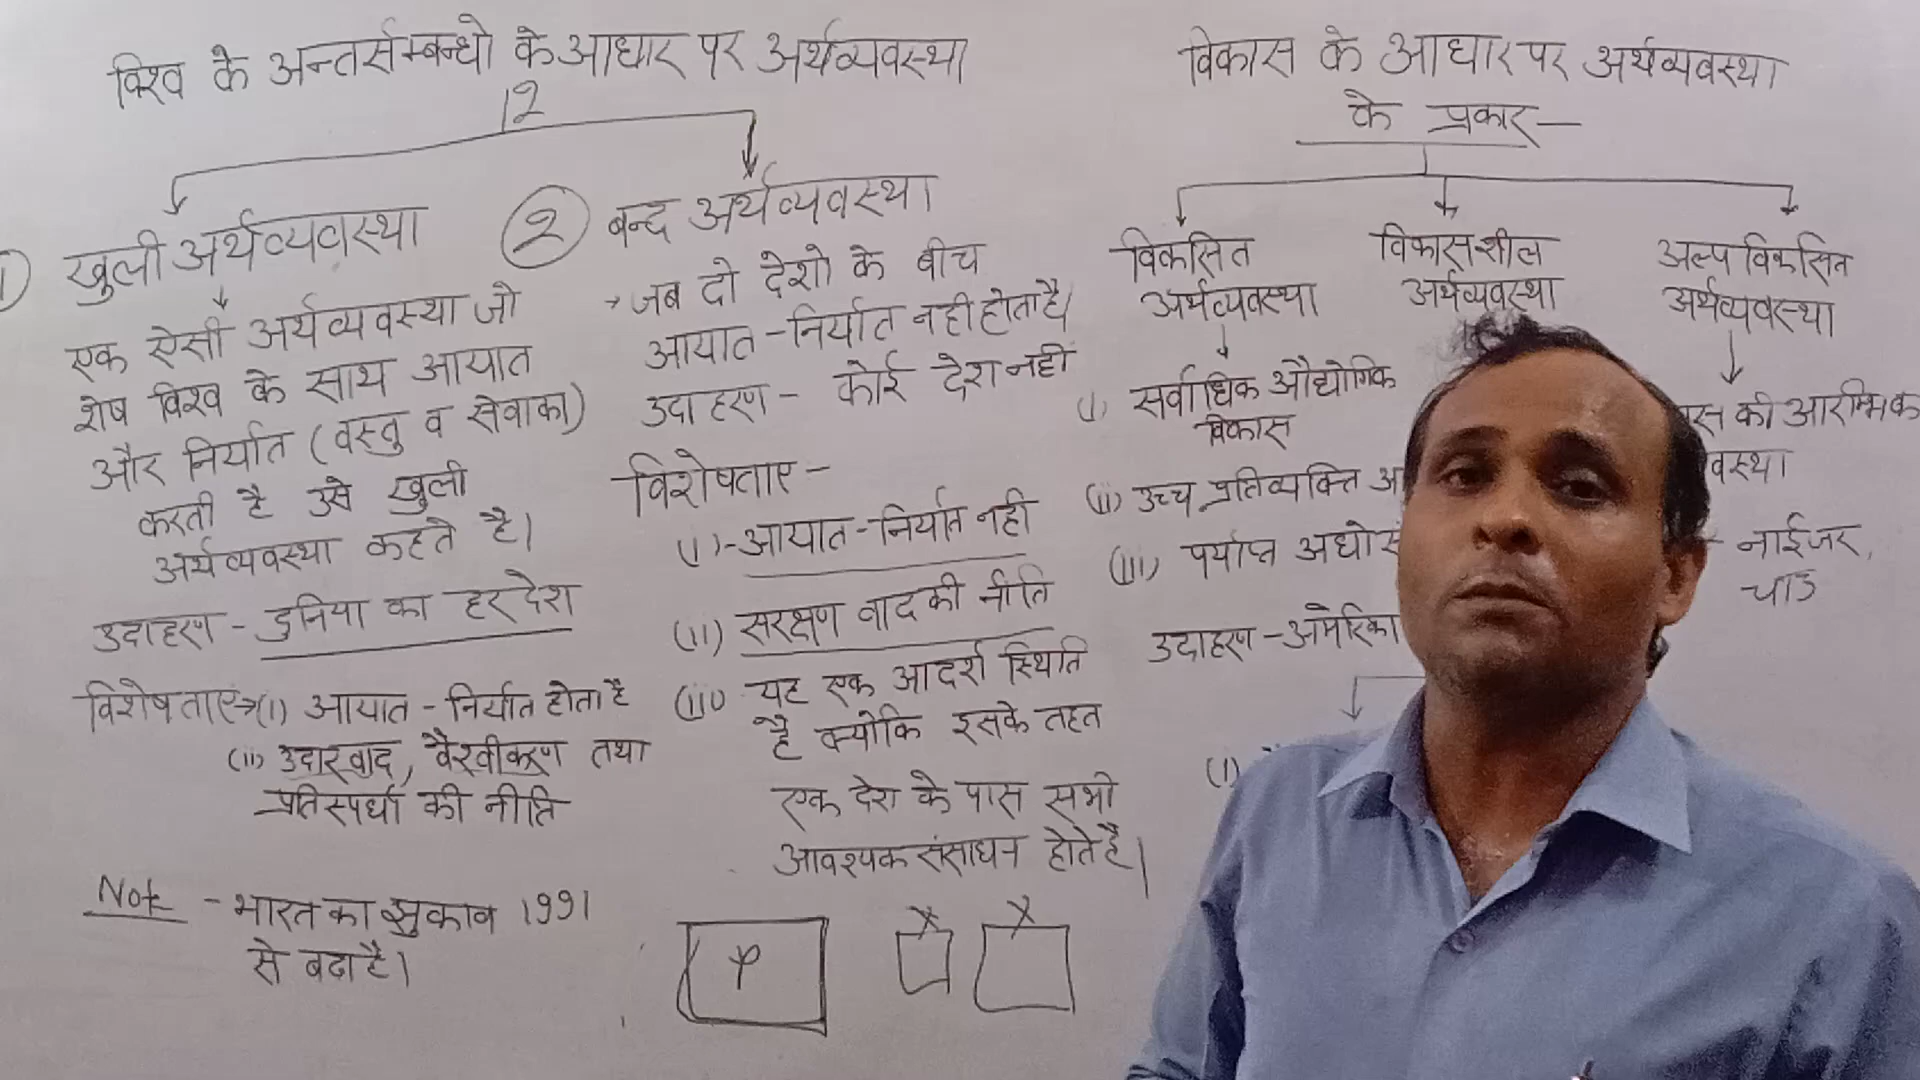 विश्व के अन्तर्सम्बन्धो के आधार पर अर्थव्यवस्था
12
1 खुली अर्थव्यवस्था
एक ऐसी अर्थव्यवस्था जो
शेष विश्व के साथ आयात
और निर्यात (वस्तु व सेवाका)
करती है उसे खुली
अर्थव्यवस्था कहते है।
उदाहरण - दुनिया का हर देश
विशेषताए→(i) आयात - निर्यात होता है
(ii) उदारवाद, वैश्वीकरण तथा
प्रतिस्पर्धा की नीति
Note - भारत का झुकाव 1991
से बढा है।
2 बन्द अर्थव्यवस्था
→ जब दो देशो के बीच
आयात - निर्यात नही होता है।
उदाहरण - कोई देश नही
विशेषताए -
(i) - आयात - निर्यात नही
(ii) सरक्षण वाद की नीति
(iii) यह एक आदर्श स्थिति
है क्योकि इसके तहत
एक देश के पास सभी
आवश्यक संसाधन होते है।
विकास के आधार पर अर्थव्यवस्था
के प्रकार -
विकसित
अर्थव्यवस्था
(i) सर्वाधिक औद्योगिक
विकास
(ii) उच्च प्रतिव्यक्ति
(iii) पर्याप्त
उदाहरण - अमेरिका
(i)
विकासशील
अर्थव्यवस्था
अल्प विकसित
अर्थव्यवस्था
की आरम्भिक
- नाईजर,
चाड